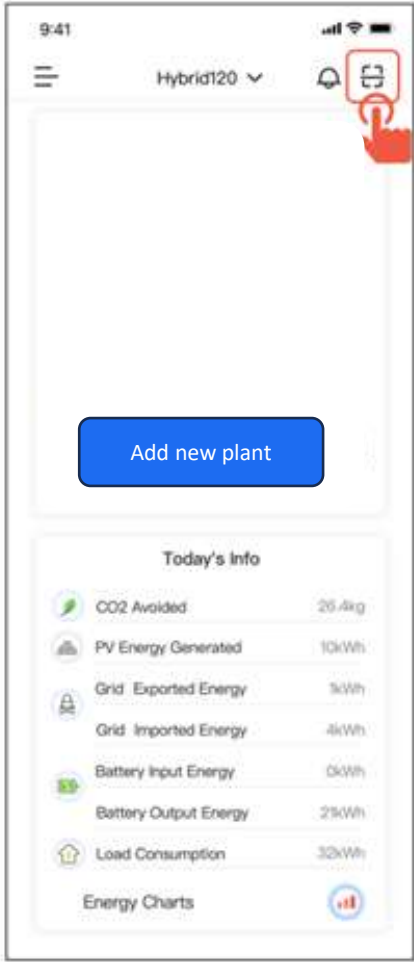 9:41
Hybrid120
Add new plant
Today's Info
CO2 Avoided 26.4kg
PV Energy Generated 10kWh
Grid Exported Energy 1kWh
Grid Imported Energy 4kWh
Battery Input Energy 0kWh
Battery Output Energy 21kWh
Load Consumption 32kWh
Energy Charts